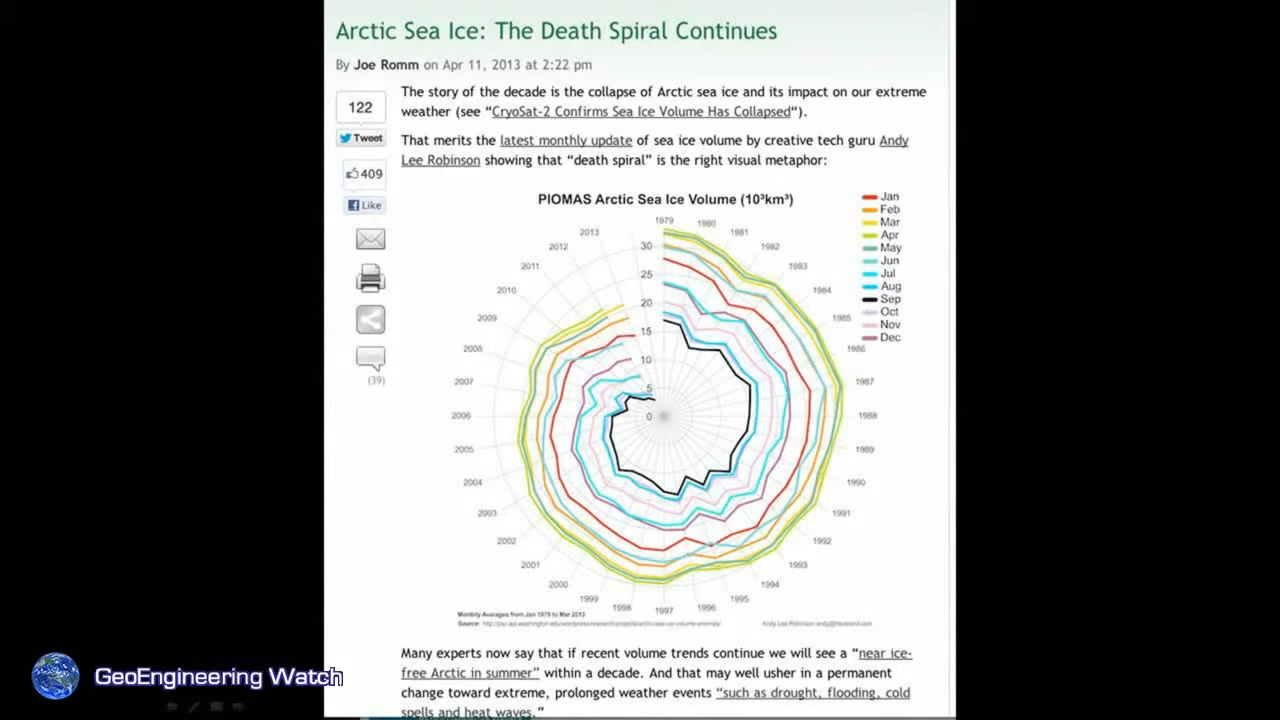 Arctic Sea Ice: The Death Spiral Continues
By Joe Romm on Apr 11, 2013 at 2:22 pm
122
Tweet
409
Like
(39)
The story of the decade is the collapse of Arctic sea ice and its impact on our extreme
weather (see “CryoSat-2 Confirms Sea Ice Volume Has Collapsed“).
That merits the latest monthly update of sea ice volume by creative tech guru Andy
Lee Robinson showing that “death spiral” is the right visual metaphor:
PIOMAS Arctic Sea Ice Volume (10³km³)
Jan
Feb
Mar
Apr
May
Jun
Jul
Aug
Sep
Oct
Nov
Dec
1979
1980
1981
1982
1983
1984
1985
1986
1987
1988
1989
1990
1991
1992
1993
1994
1995
1996
1997
1998
1999
2000
2001
2002
2003
2004
2005
2006
2007
2008
2009
2010
2011
2012
2013
30
25
20
15
10
5
0
Monthly Averages from Jan 1979 to Mar 2013
Source:
Andy Lee Robinson
Many experts now say that if recent volume trends continue we will see a “near ice-
free Arctic in summer” within a decade. And that may well usher in a permanent
change toward extreme, prolonged weather events “such as drought, flooding, cold
spells and heat waves.”
GeoEngineering Watch